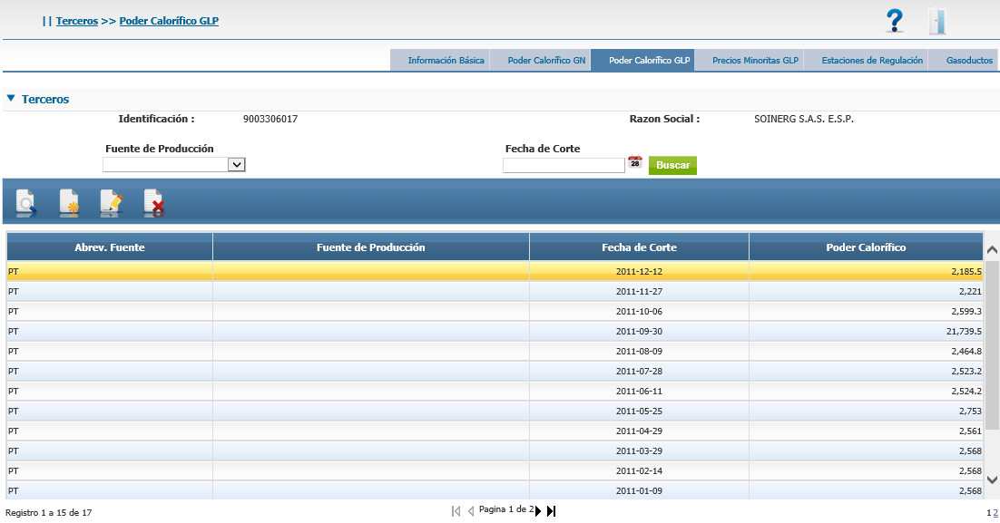 || Terceros >> Poder Calorífico GLP
Información Básica Poder Calorífico GN Poder Calorífico GLP Precios Minoritas GLP Estaciones de Regulación Gasoductos
Terceros
Identificación : 9003306017 Razon Social : SOINERG S.A.S. E.S.P.
Fuente de Producción Fecha de Corte
28 Buscar
Abrev. Fuente Fuente de Producción Fecha de Corte Poder Calorífico
PT 2011-12-12 2,185.5
PT 2011-11-27 2,221
PT 2011-10-06 2,599.3
PT 2011-09-30 21,739.5
PT 2011-08-09 2,464.8
PT 2011-07-28 2,523.2
PT 2011-06-11 2,524.2
PT 2011-05-25 2,753
PT 2011-04-29 2,561
PT 2011-03-29 2,568
PT 2011-02-14 2,568
PT 2011-01-09 2,568
Registro 1 a 15 de 17 Pagina 1 de 2 1 2